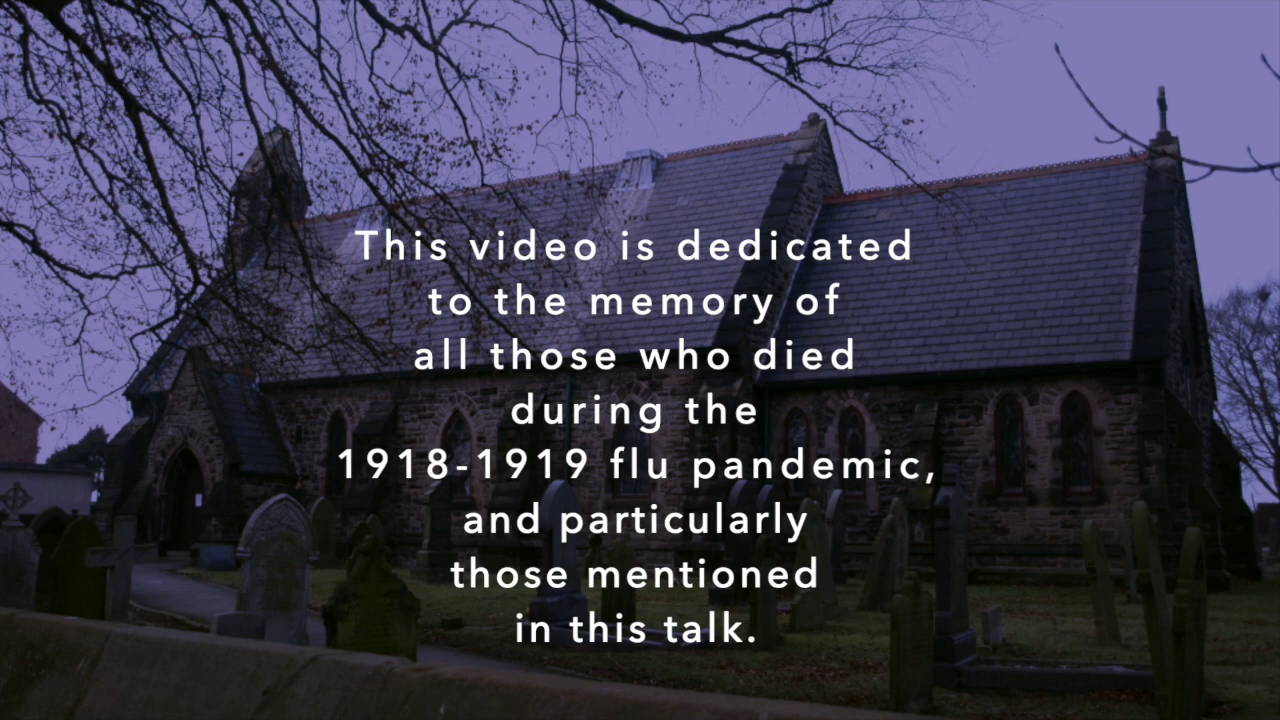 This video is dedicated
to the memory of
all those who died
during the
1918-1919 flu pandemic,
and particularly
those mentioned
in this talk.